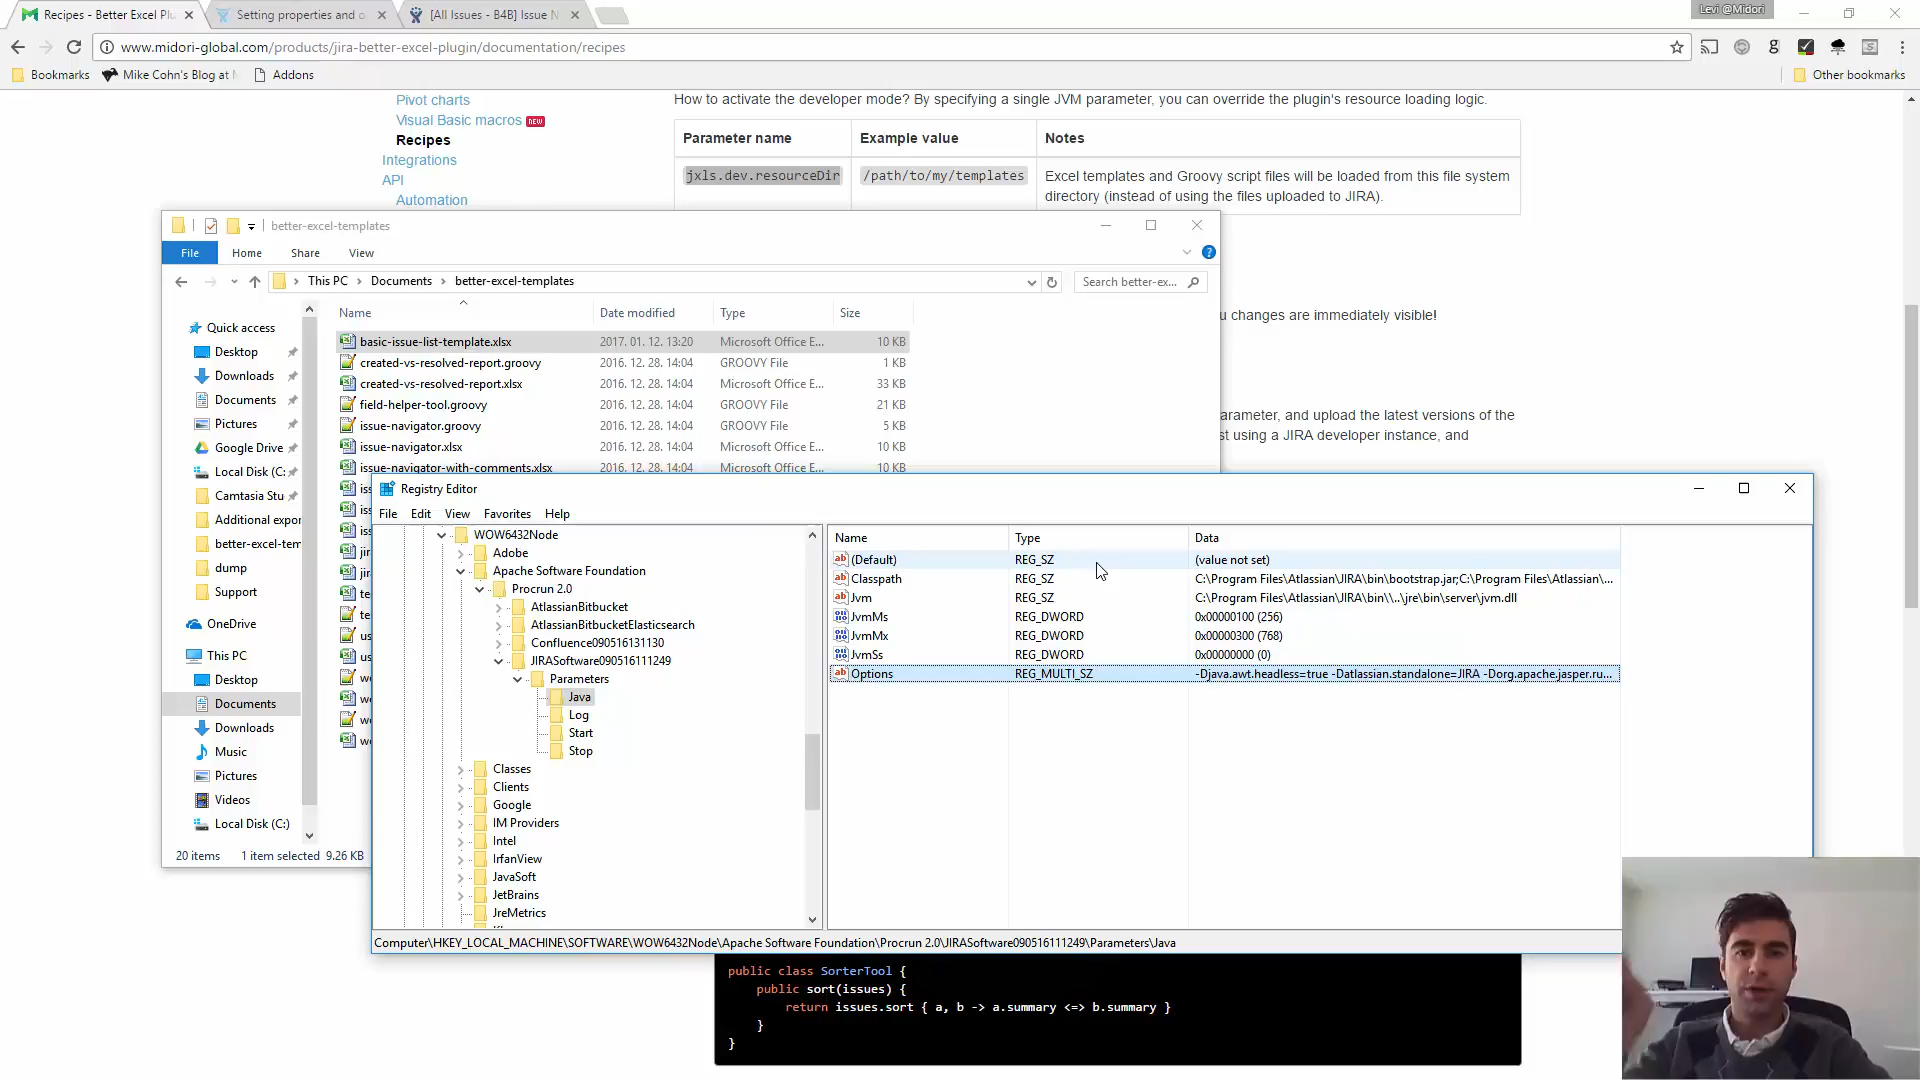 Recipes - Better Excel Plu
Setting properties and o
[All Issues - B4B] Issue N
Levi @Midori
www.midori-global.com/products/jira-better-excel-plugin/documentation/recipes
Bookmarks
Mike Cohn's Blog at
Addons
Other bookmarks
Pivot charts
Visual Basic macros NEW
Recipes
Integrations
API
Automation
How to activate the developer mode? By specifying a single JVM parameter, you can override the plugin's resource loading logic.
Parameter name Example value Notes
jxls.dev.resourceDir /path/to/my/templates Excel templates and Groovy script files will be loaded from this file system
directory (instead of using the files uploaded to JIRA).
u changes are immediately visible!
arameter, and upload the latest versions of the
st using a JIRA developer instance, and
better-excel-templates
File Home Share View
This PC > Documents > better-excel-templates
Search better-ex...
Name Date modified Type Size
basic-issue-list-template.xlsx 2017. 01. 12. 13:20 Microsoft Office E... 10 KB
created-vs-resolved-report.groovy 2016. 12. 28. 14:04 GROOVY File 1 KB
created-vs-resolved-report.xlsx 2016. 12. 28. 14:04 Microsoft Office E... 33 KB
field-helper-tool.groovy 2016. 12. 28. 14:04 GROOVY File 21 KB
issue-navigator.groovy 2016. 12. 28. 14:04 GROOVY File 5 KB
issue-navigator.xlsx 2016. 12. 28. 14:04 Microsoft Office E... 10 KB
issue-navigator-with-comments.xlsx 2016. 12. 28. 14:04 Microsoft Office E... 10 KB
Quick access
Desktop
Downloads
Documents
Pictures
Google Drive
Local Disk (C:
Camtasia Stu
Additional expor
better-excel-tem
dump
Support
OneDrive
This PC
Desktop
Documents
Downloads
Music
Pictures
Videos
Local Disk (C:)
20 items 1 item selected 9.26 KB
Registry Editor
File Edit View Favorites Help
WOW6432Node
Adobe
Apache Software Foundation
Procrun 2.0
AtlassianBitbucket
AtlassianBitbucketElasticsearch
Confluence090516131130
JIRASoftware090516111249
Parameters
Java
Log
Start
Stop
Classes
Clients
Google
IM Providers
Intel
IrfanView
JavaSoft
JetBrains
JreMetrics
Name Type Data
(Default) REG_SZ (value not set)
Classpath REG_SZ C:\Program Files\Atlassian\JIRA\bin\bootstrap.jar;C:\Program Files\Atlassian\...
Jvm REG_SZ C:\Program Files\Atlassian\JIRA\bin\\..\jre\bin\server\jvm.dll
JvmMs REG_DWORD 0x00000100 (256)
JvmMx REG_DWORD 0x00000300 (768)
JvmSs REG_DWORD 0x00000000 (0)
Options REG_MULTI_SZ -Djava.awt.headless=true -Datlassian.standalone=JIRA -Dorg.apache.jasper.ru...
Computer\HKEY_LOCAL_MACHINE\SOFTWARE\WOW6432Node\Apache Software Foundation\Procrun 2.0\JIRASoftware090516111249\Parameters\Java
public class SorterTool {
public sort(issues) {
return issues.sort { a, b -> a.summary <=> b.summary }
}
}